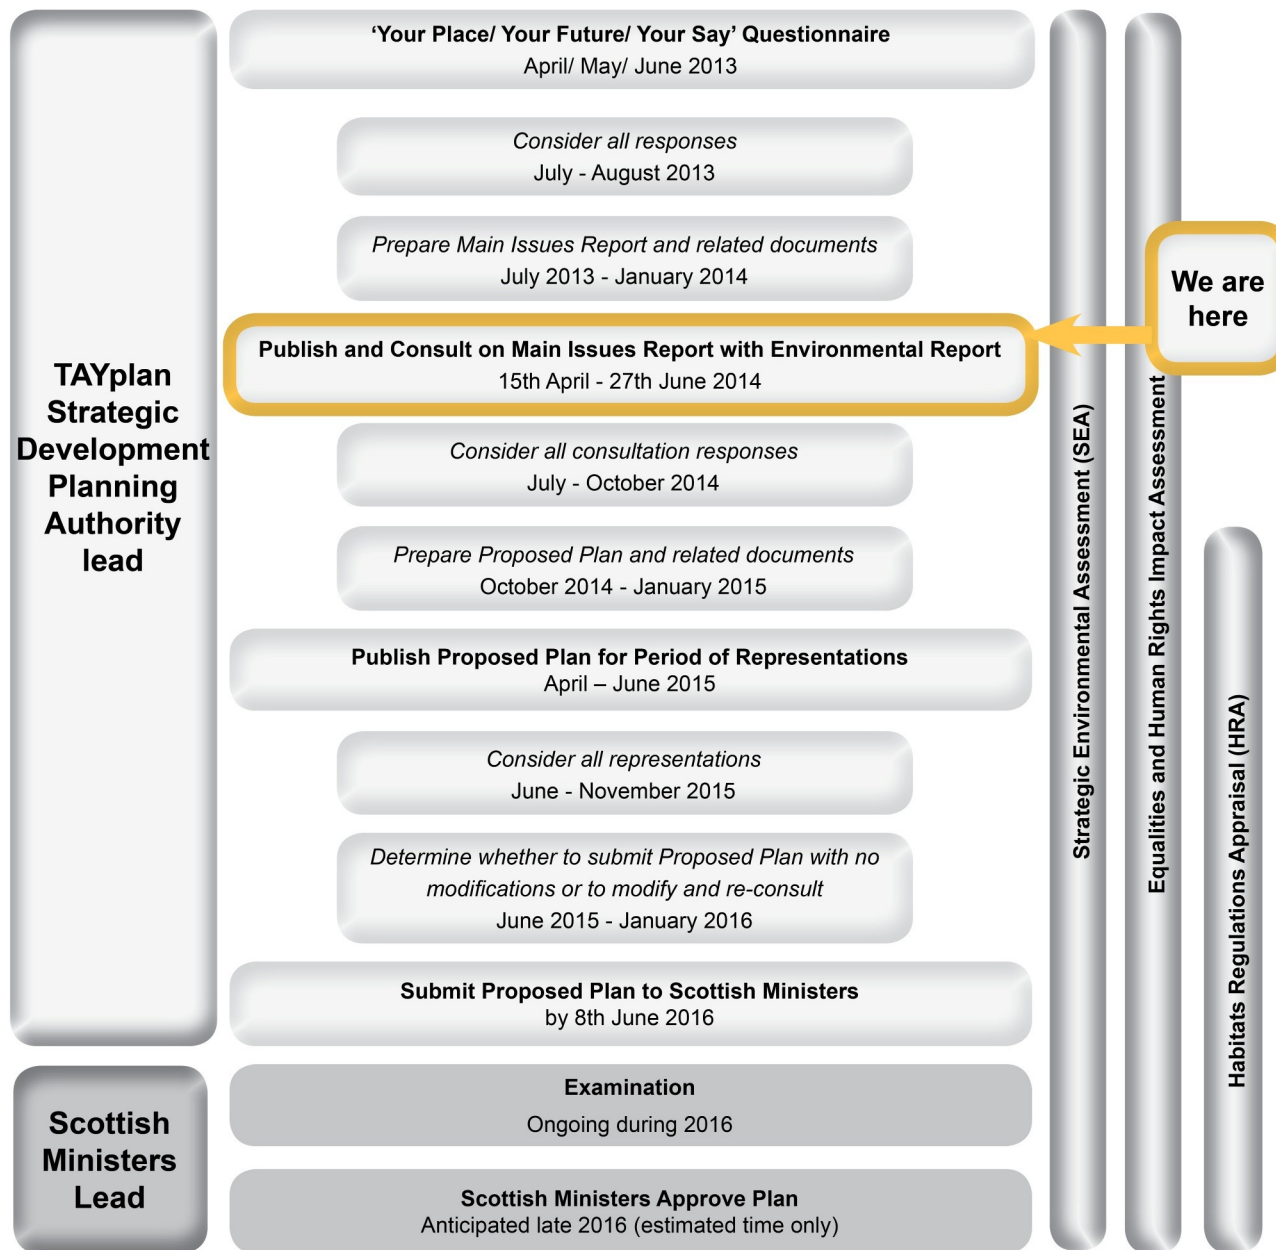 ‘Your Place/ Your Future/ Your Say’ Questionnaire
April/ May/ June 2013
Consider all responses
July - August 2013
Prepare Main Issues Report and related documents
July 2013 - January 2014
We are
here
Publish and Consult on Main Issues Report with Environmental Report
15th April - 27th June 2014
TAYplan
Strategic
Development
Planning
Authority
lead
Consider all consultation responses
July - October 2014
Prepare Proposed Plan and related documents
October 2014 - January 2015
Publish Proposed Plan for Period of Representations
April – June 2015
Consider all representations
June - November 2015
Determine whether to submit Proposed Plan with no
modifications or to modify and re-consult
June 2015 - January 2016
Submit Proposed Plan to Scottish Ministers
by 8th June 2016
Scottish
Ministers
Lead
Examination
Ongoing during 2016
Scottish Ministers Approve Plan
Anticipated late 2016 (estimated time only)
Strategic Environmental Assessment (SEA)
Equalities and Human Rights Impact Assessment
Habitats Regulations Appraisal (HRA)